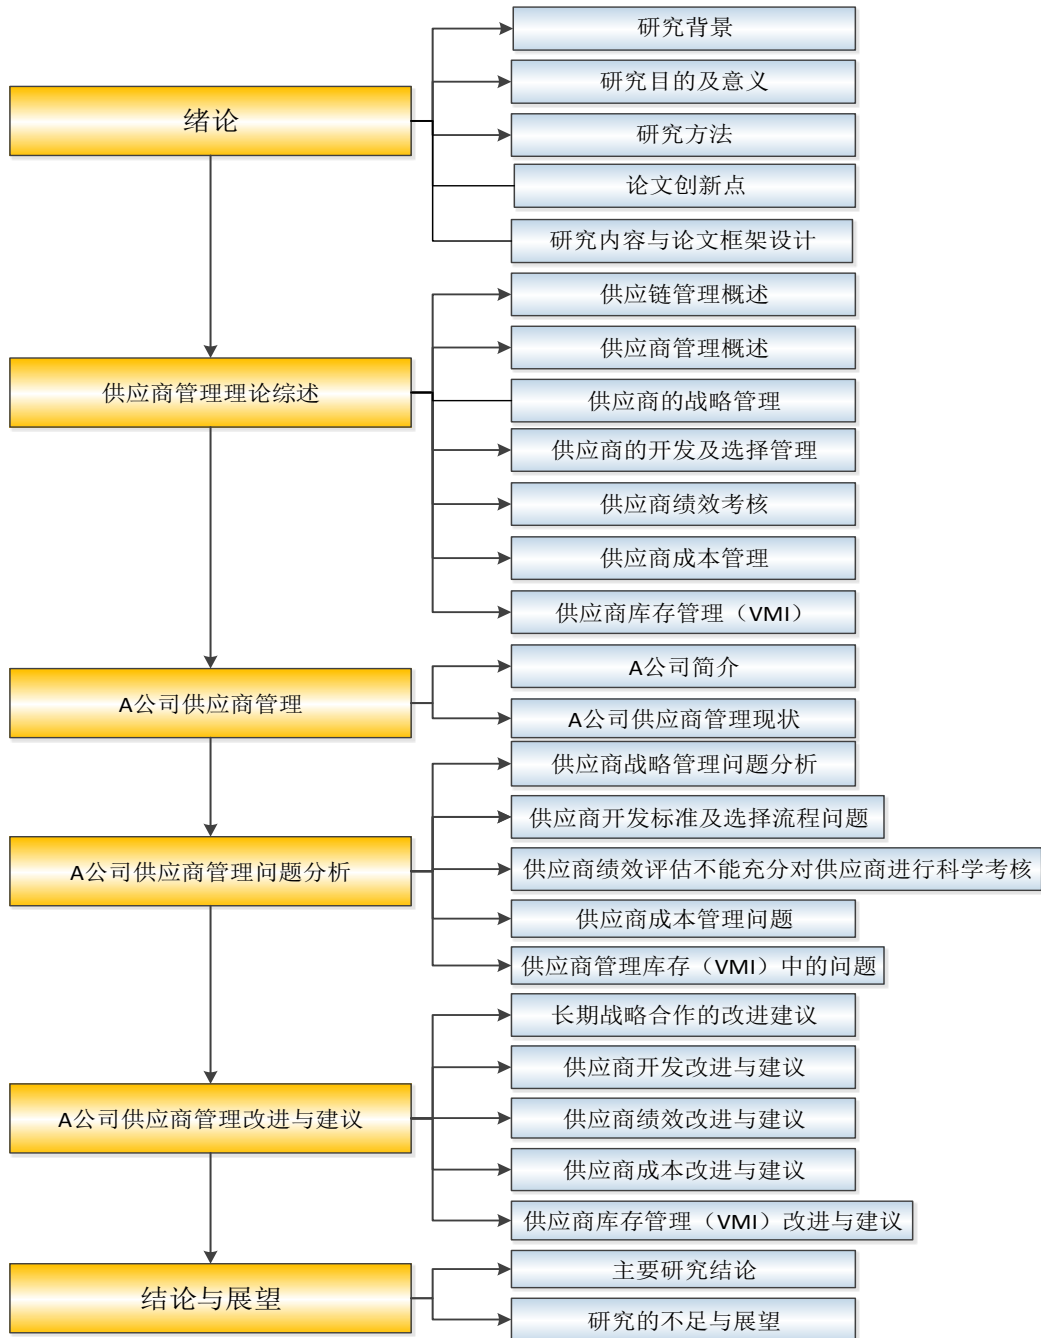 绪论
研究背景
研究目的及意义
研究方法
论文创新点
研究内容与论文框架设计
供应商管理理论综述
供应链管理概述
供应商管理概述
供应商的战略管理
供应商的开发及选择管理
供应商绩效考核
供应商成本管理
供应商库存管理（VMI）
A公司供应商管理
A公司简介
A公司供应商管理现状
A公司供应商管理问题分析
供应商战略管理问题分析
供应商开发标准及选择流程问题
供应商绩效评估不能充分对供应商进行科学考核
供应商成本管理问题
供应商管理库存（VMI）中的问题
A公司供应商管理改进与建议
长期战略合作的改进建议
供应商开发改进与建议
供应商绩效改进与建议
供应商成本改进与建议
供应商库存管理（VMI）改进与建议
结论与展望
主要研究结论
研究的不足与展望